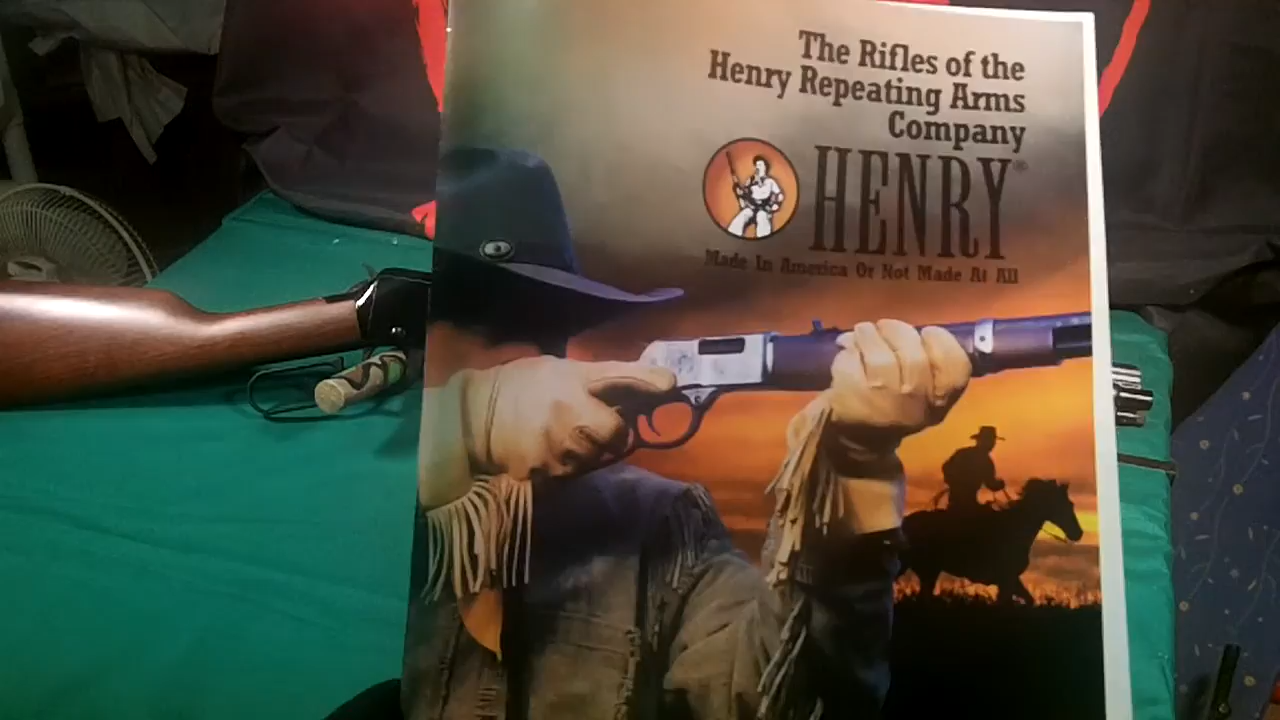 The Rifles of the
Henry Repeating Arms
Company
HENRY®
Made In America Or Not Made At All